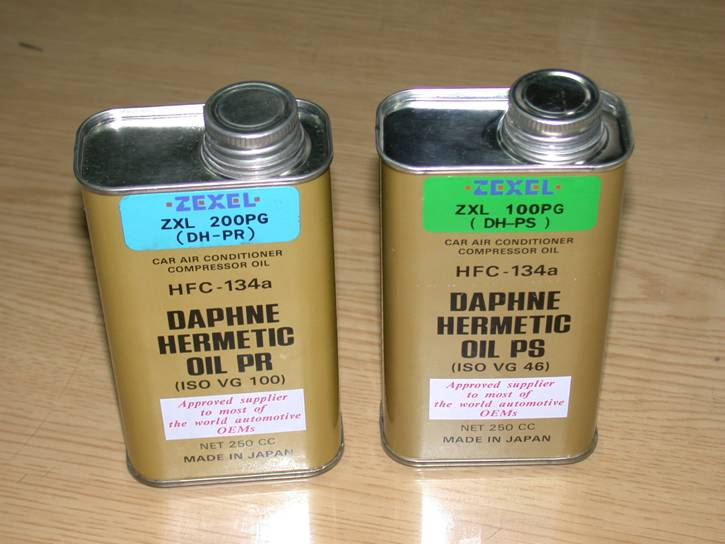 ·ZEXEL·
ZXL 200PG
(DH-PR)
CAR AIR CONDITIONER
COMPRESSOR OIL
HFC-134a
DAPHNE
HERMETIC
OIL PR
(ISO VG 100)
Approved supplier
to most of
the world automotive
OEMs
NET 250 CC
MADE IN JAPAN
·ZEXEL·
ZXL 100PG
( DH-PS )
CAR AIR CONDITIONER
COMPRESSOR OIL
HFC-134a
DAPHNE
HERMETIC
OIL PS
(ISO VG 46)
Approved supplier
to most of
the world automotive
OEMs
NET 250 CC
MADE IN JAPAN